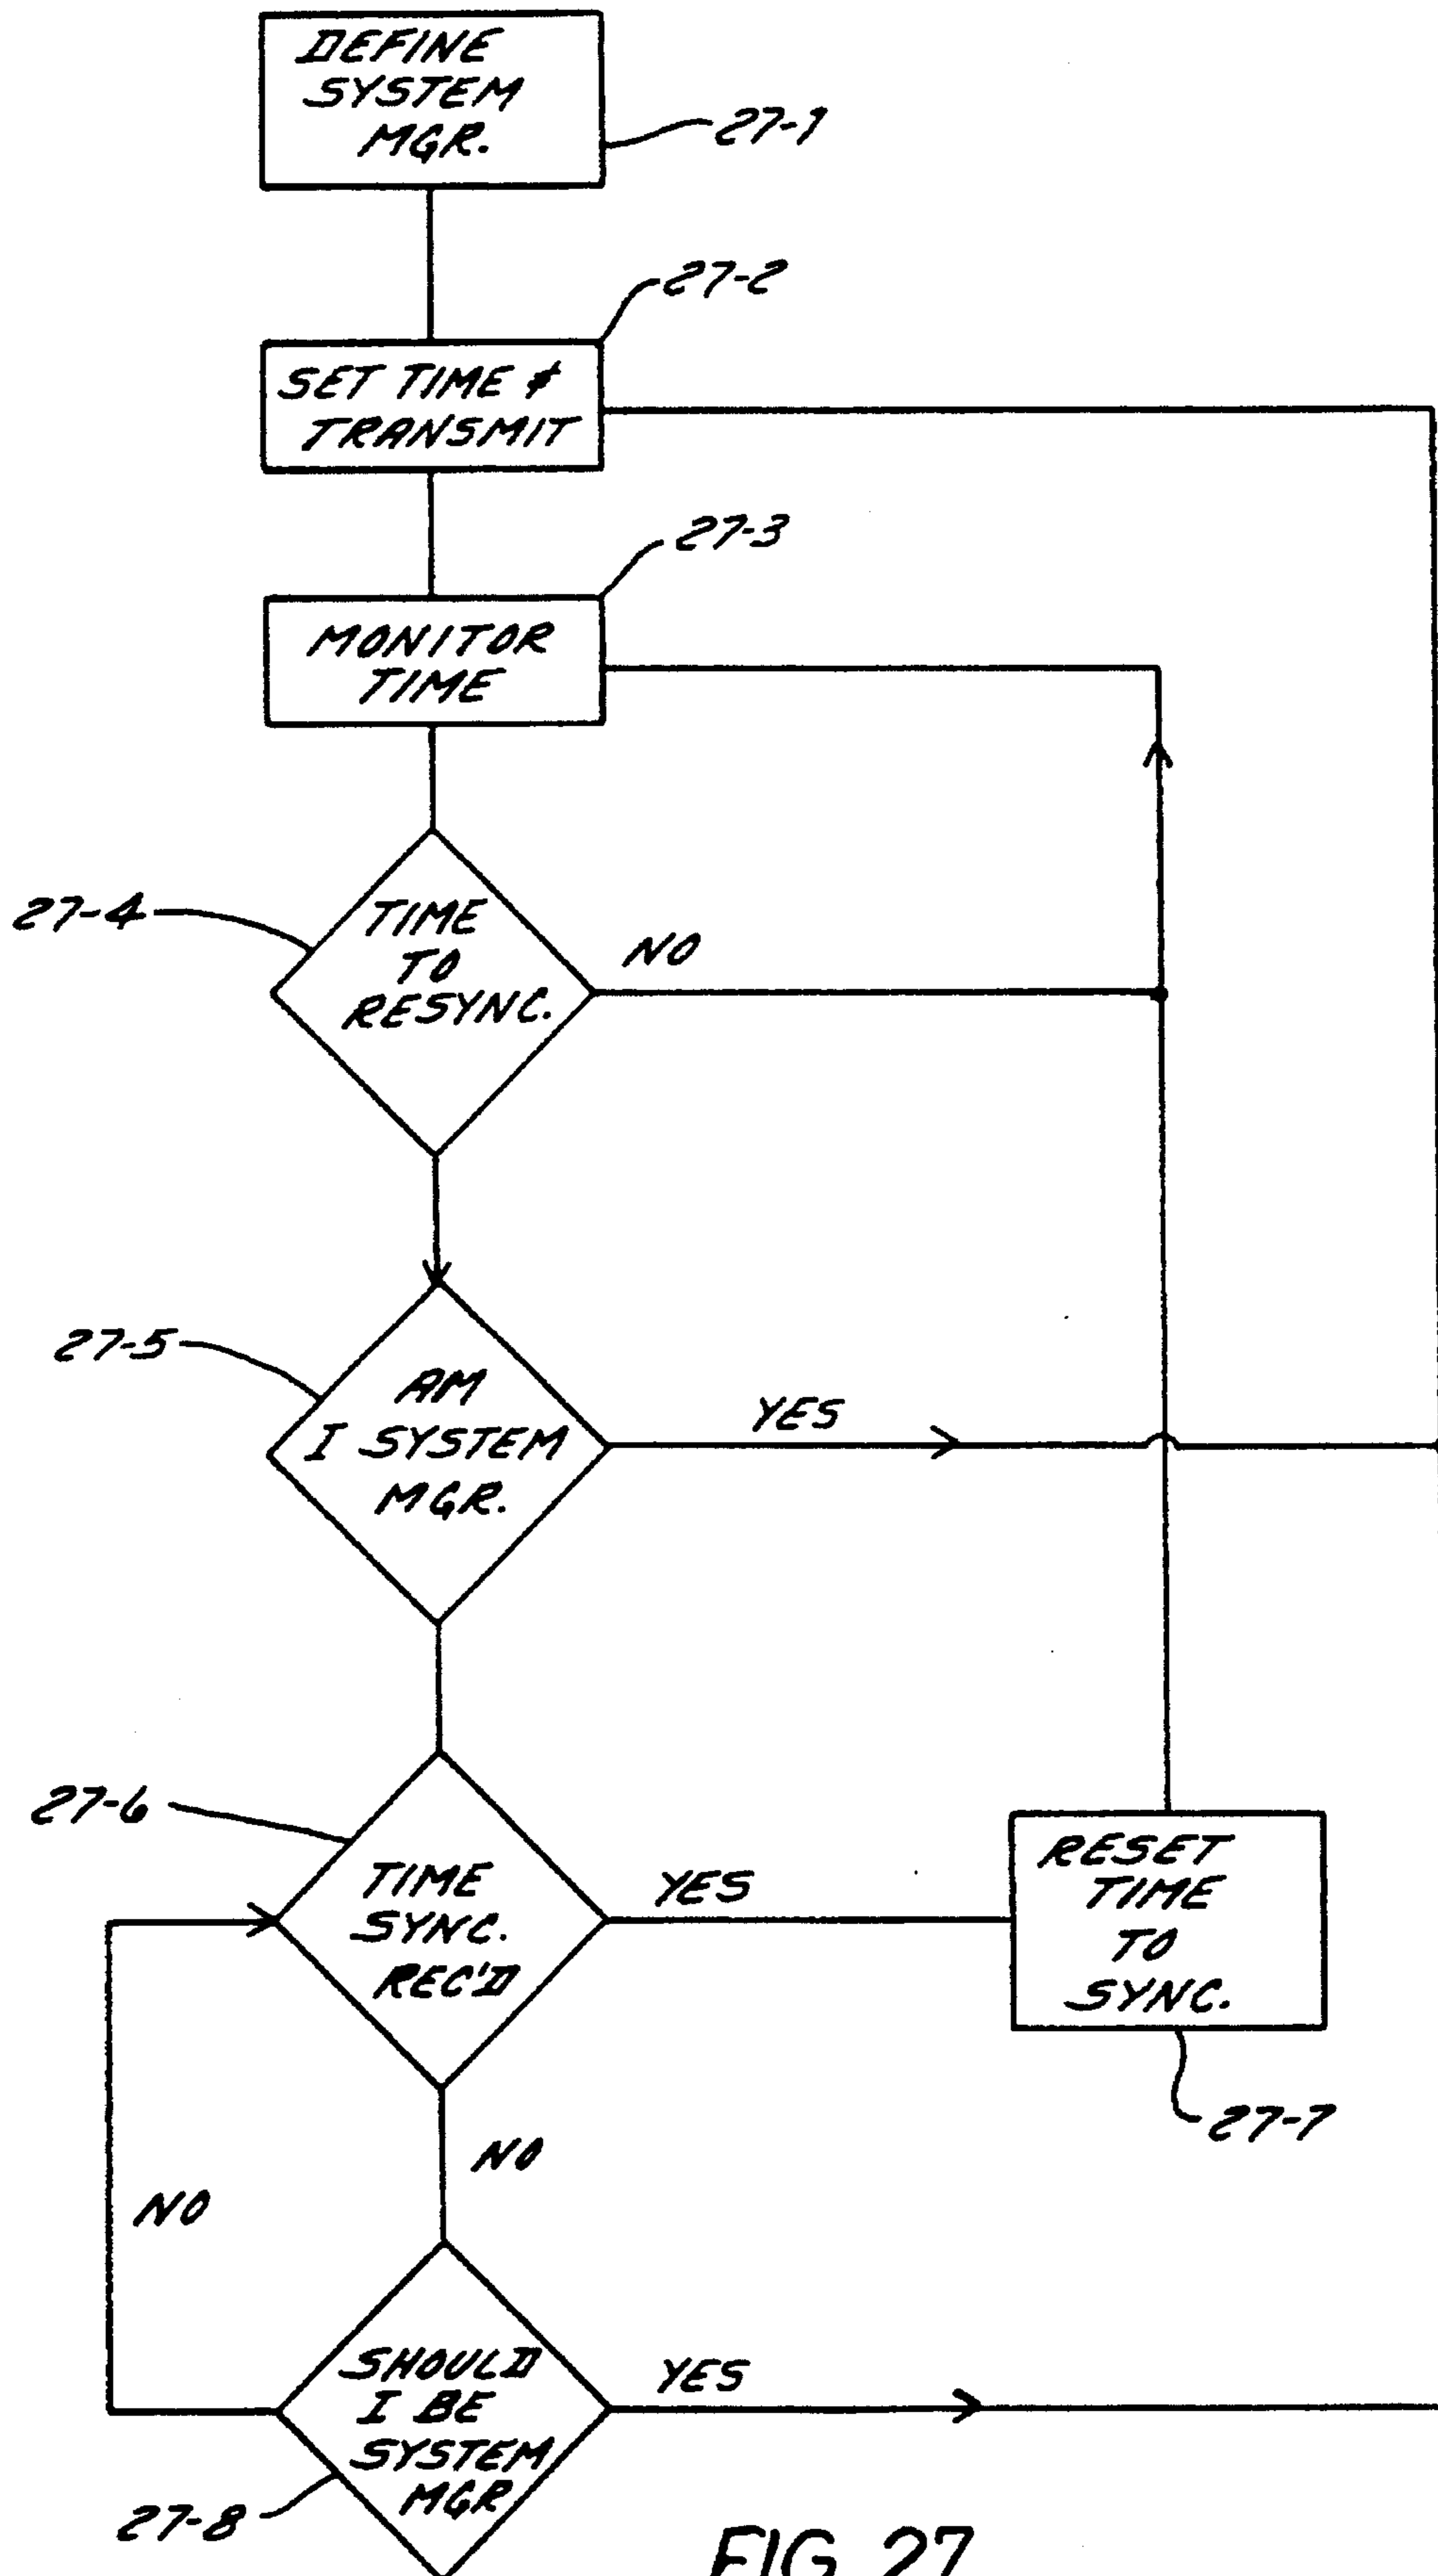 DEFINE
SYSTEM
MGR.
27-1
27-2
SET TIME &
TRANSMIT
27-3
MONITOR
TIME
27-4
TIME
TO
RESYNC.
NO
27-5
AM
I SYSTEM
MGR.
YES
27-6
TIME
SYNC.
REC'D
YES
RESET
TIME
TO
SYNC.
27-7
NO
NO
SHOULD
I BE
SYSTEM
MGR
YES
27-8
FIG. 27